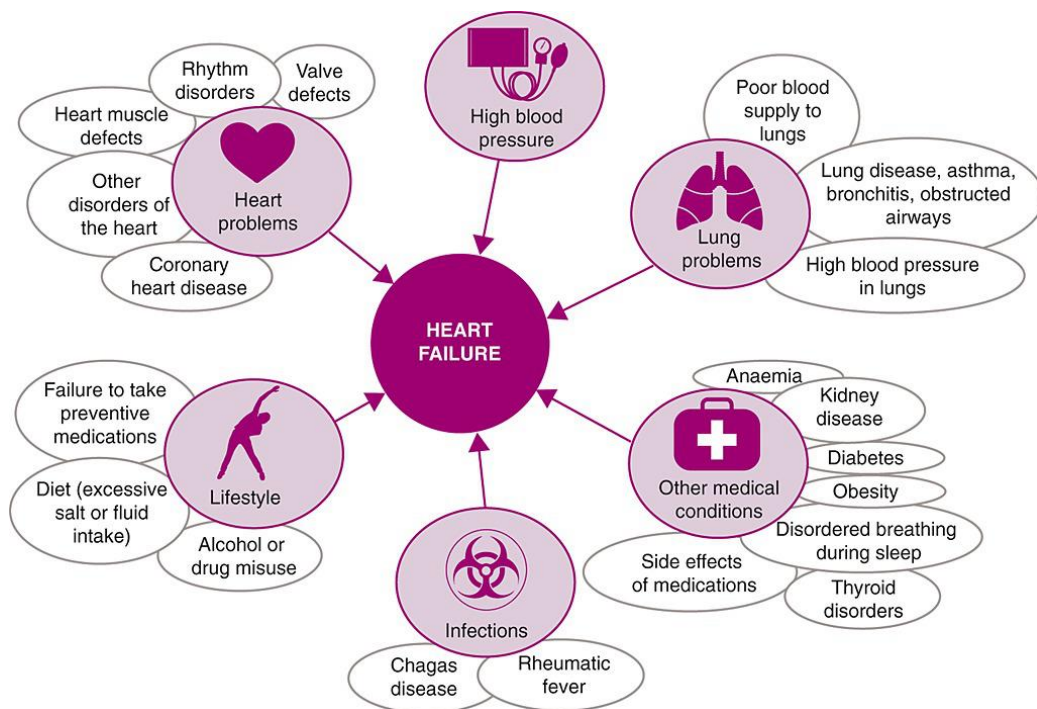 Rhythm
disorders
Valve
defects
Heart muscle
defects
Other
disorders of
the heart
Coronary
heart disease
Heart
problems
High blood
pressure
Poor blood
supply to
lungs
Lung disease, asthma,
bronchitis, obstructed
airways
High blood pressure
in lungs
Lung
problems
HEART
FAILURE
Failure to take
preventive
medications
Diet (excessive
salt or fluid
intake)
Alcohol or
drug misuse
Lifestyle
Infections
Chagas
disease
Rheumatic
fever
Anaemia
Kidney
disease
Diabetes
Obesity
Disordered breathing
during sleep
Thyroid
disorders
Side effects
of medications
Other medical
conditions